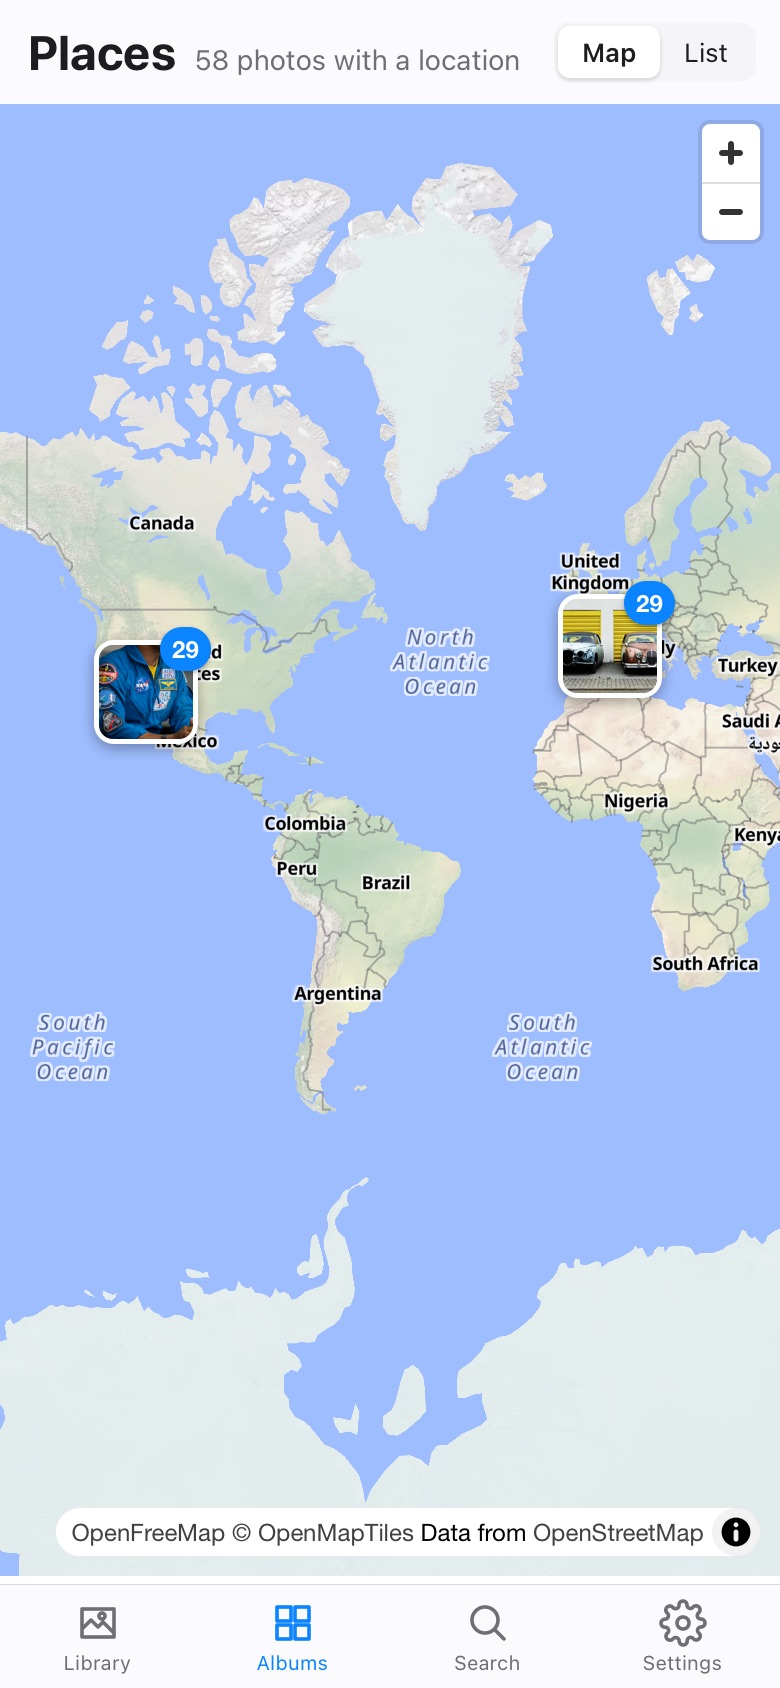 Places 58 photos with a location Map List
Canada
United
Kingdom
29
North
Atlantic
Ocean
29
Turkey
Mexico
Saudi A
Nigeria
Colombia
Kenya
Peru
Brazil
South Africa
Argentina
South
Pacific
Ocean
South
Atlantic
Ocean
OpenFreeMap © OpenMapTiles Data from OpenStreetMap
Library Albums Search Settings